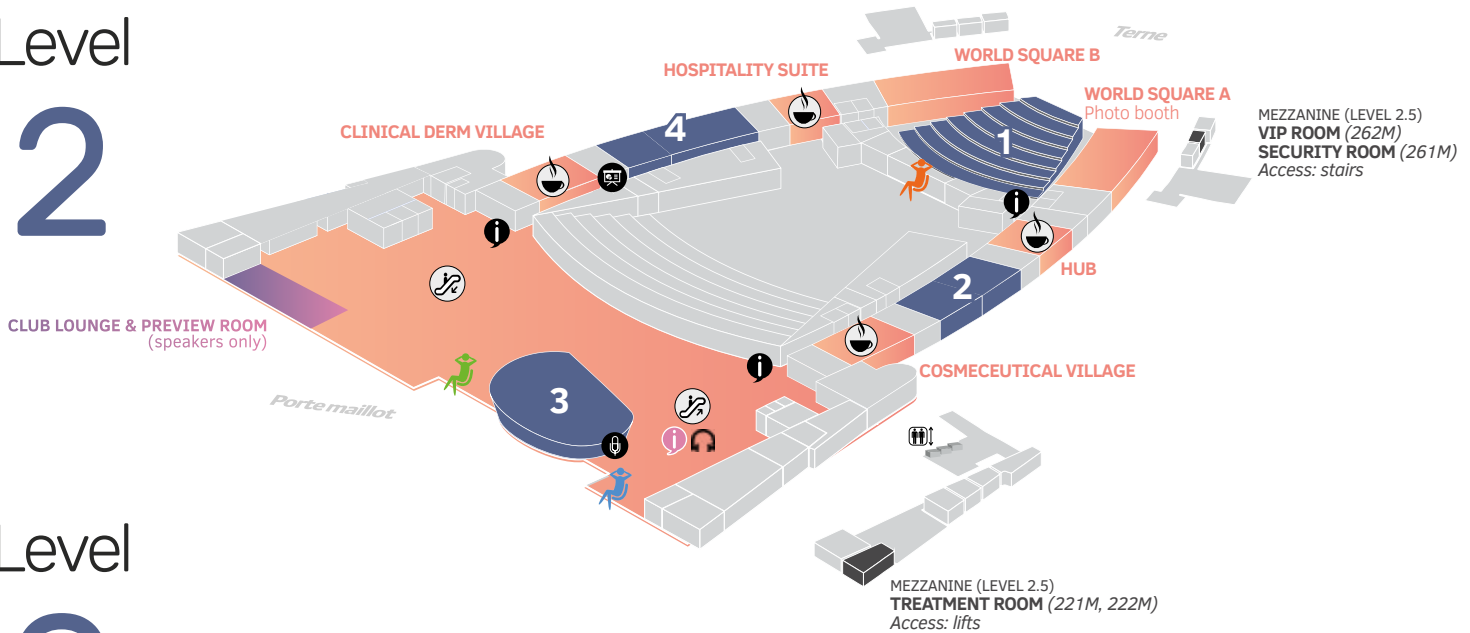 Level
2
Terne
WORLD SQUARE B
HOSPITALITY SUITE
WORLD SQUARE A
Photo booth
MEZZANINE (LEVEL 2.5)
VIP ROOM (262M)
SECURITY ROOM (261M)
Access: stairs
CLINICAL DERM VILLAGE
4
1
i
i
HUB
2
CLUB LOUNGE & PREVIEW ROOM
(speakers only)
i
COSMECEUTICAL VILLAGE
Porte maillot
3
i
MEZZANINE (LEVEL 2.5)
TREATMENT ROOM (221M, 222M)
Access: lifts
Level